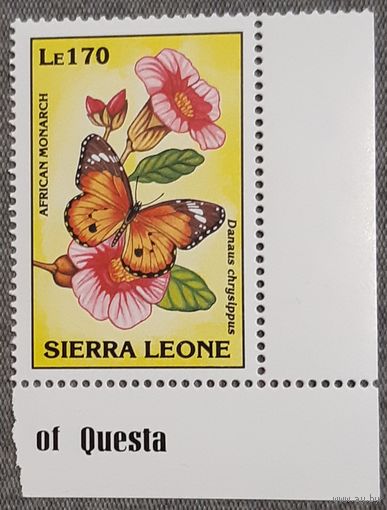 LE170
AFRICAN MONARCH
Danaus chrysippus
SIERRA LEONE
of Questa